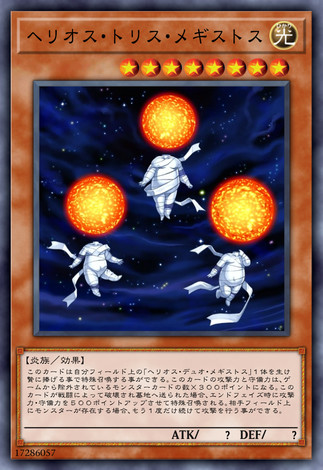 ヘリオス・トリス・メギストス
光
【炎族／効果】
このカードは自分フィールド上の「ヘリオス・デュオ・メギストス」1体を生け
贄に捧げる事で特殊召喚する事ができる。このカードの攻撃力と守備力は、ゲ
ームから除外されているモンスターカードの数×300ポイントになる。このカ
ードが戦闘によって破壊され墓地へ送られた場合、エンドフェイズ時に攻撃
力・守備力を500ポイントアップさせて特殊召喚される。相手フィールド上
にモンスターが存在する場合、もう1度だけ続けて攻撃を行う事ができる。
ATK/ ? DEF/ ?
17286057